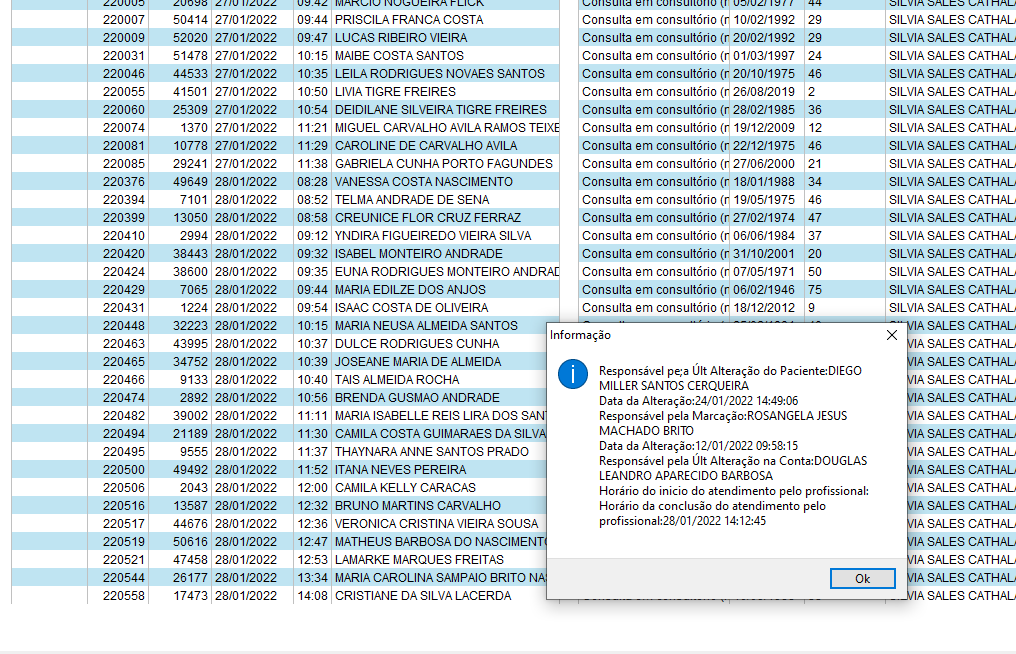 220005 20698 27/01/2022 09:42 MARCIO NOGUEIRA FLICK Consulta em consultório (r 05/02/1977 44 SILVIA SALES CATHAL
220007 50414 27/01/2022 09:44 PRISCILA FRANCA COSTA Consulta em consultório (r 10/02/1992 29 SILVIA SALES CATHAL
220009 52020 27/01/2022 09:47 LUCAS RIBEIRO VIEIRA Consulta em consultório (r 20/02/1992 29 SILVIA SALES CATHAL
220031 51478 27/01/2022 10:15 MAIBE COSTA SANTOS Consulta em consultório (r 01/03/1997 24 SILVIA SALES CATHAL
220046 44533 27/01/2022 10:35 LEILA RODRIGUES NOVAES SANTOS Consulta em consultório (r 20/10/1975 46 SILVIA SALES CATHAL
220055 41501 27/01/2022 10:50 LIVIA TIGRE FREIRES Consulta em consultório (r 26/08/2019 2 SILVIA SALES CATHAL
220060 25309 27/01/2022 10:54 DEIDILANE SILVEIRA TIGRE FREIRES Consulta em consultório (r 28/02/1985 36 SILVIA SALES CATHAL
220074 1370 27/01/2022 11:21 MIGUEL CARVALHO AVILA RAMOS TEIXE Consulta em consultório (r 19/12/2009 12 SILVIA SALES CATHAL
220081 10778 27/01/2022 11:29 CAROLINE DE CARVALHO AVILA Consulta em consultório (r 22/12/1975 46 SILVIA SALES CATHAL
220085 29241 27/01/2022 11:38 GABRIELA CUNHA PORTO FAGUNDES Consulta em consultório (r 27/06/2000 21 SILVIA SALES CATHAL
220376 49649 28/01/2022 08:28 VANESSA COSTA NASCIMENTO Consulta em consultório (r 18/01/1988 34 SILVIA SALES CATHAL
220394 7101 28/01/2022 08:52 TELMA ANDRADE DE SENA Consulta em consultório (r 19/05/1975 46 SILVIA SALES CATHAL
220399 13050 28/01/2022 08:58 CREUNICE FLOR CRUZ FERRAZ Consulta em consultório (r 27/02/1974 47 SILVIA SALES CATHAL
220410 2994 28/01/2022 09:12 YNDIRA FIGUEIREDO VIEIRA SILVA Consulta em consultório (r 06/06/1984 37 SILVIA SALES CATHAL
220420 38443 28/01/2022 09:32 ISABEL MONTEIRO ANDRADE Consulta em consultório (r 31/10/2001 20 SILVIA SALES CATHAL
220424 38600 28/01/2022 09:35 EUNA RODRIGUES MONTEIRO ANDRAD Consulta em consultório (r 07/05/1971 50 SILVIA SALES CATHAL
220429 7065 28/01/2022 09:44 MARIA EDILZE DOS ANJOS Consulta em consultório (r 06/02/1946 75 SILVIA SALES CATHAL
220431 1224 28/01/2022 09:54 ISAAC COSTA DE OLIVEIRA Consulta em consultório (r 18/12/2012 9 SILVIA SALES CATHAL
220448 32223 28/01/2022 10:15 MARIA NEUSA ALMEIDA SANTOS SILVIA SALES CATHAL
220463 43995 28/01/2022 10:37 DULCE RODRIGUES CUNHA VIA SALES CATHAL
220465 34752 28/01/2022 10:39 JOSEANE MARIA DE ALMEIDA VIA SALES CATHAL
220466 9133 28/01/2022 10:40 TAIS ALMEIDA ROCHA VIA SALES CATHAL
220474 2892 28/01/2022 10:56 BRENDA GUSMAO ANDRADE VIA SALES CATHAL
220482 39002 28/01/2022 11:11 MARIA ISABELLE REIS LIRA DOS SAN VIA SALES CATHAL
220494 21189 28/01/2022 11:30 CAMILA COSTA GUIMARAES DA SILVA VIA SALES CATHAL
220495 9555 28/01/2022 11:37 THAYNARA ANNE SANTOS PRADO VIA SALES CATHAL
220500 49492 28/01/2022 11:52 ITANA NEVES PEREIRA VIA SALES CATHAL
220506 2043 28/01/2022 12:00 CAMILA KELLY CARACAS VIA SALES CATHAL
220516 13587 28/01/2022 12:32 BRUNO MARTINS CARVALHO VIA SALES CATHAL
220517 44676 28/01/2022 12:36 VERONICA CRISTINA VIEIRA SOUSA VIA SALES CATHAL
220519 50616 28/01/2022 12:47 MATHEUS BARBOSA DO NASCIMENTO VIA SALES CATHAL
220521 47458 28/01/2022 12:53 LAMARKE MARQUES FREITAS VIA SALES CATHAL
220544 26177 28/01/2022 13:34 MARIA CAROLINA SAMPAIO BRITO NA VIA SALES CATHAL
220558 17473 28/01/2022 14:08 CRISTIANE DA SILVA LACERDA VIA SALES CATHAL
Informação
Responsável pe;a Últ Alteração do Paciente:DIEGO
MILLER SANTOS CERQUEIRA
Data da Alteração:24/01/2022 14:49:06
Responsável pela Marcação:ROSANGELA JESUS
MACHADO BRITO
Data da Alteração:12/01/2022 09:58:15
Responsável pela Últ Alteração na Conta:DOUGLAS
LEANDRO APARECIDO BARBOSA
Horário do inicio do atendimento pelo profissional:
Horário da conclusão do atendimento pelo
profissional:28/01/2022 14:12:45
Ok